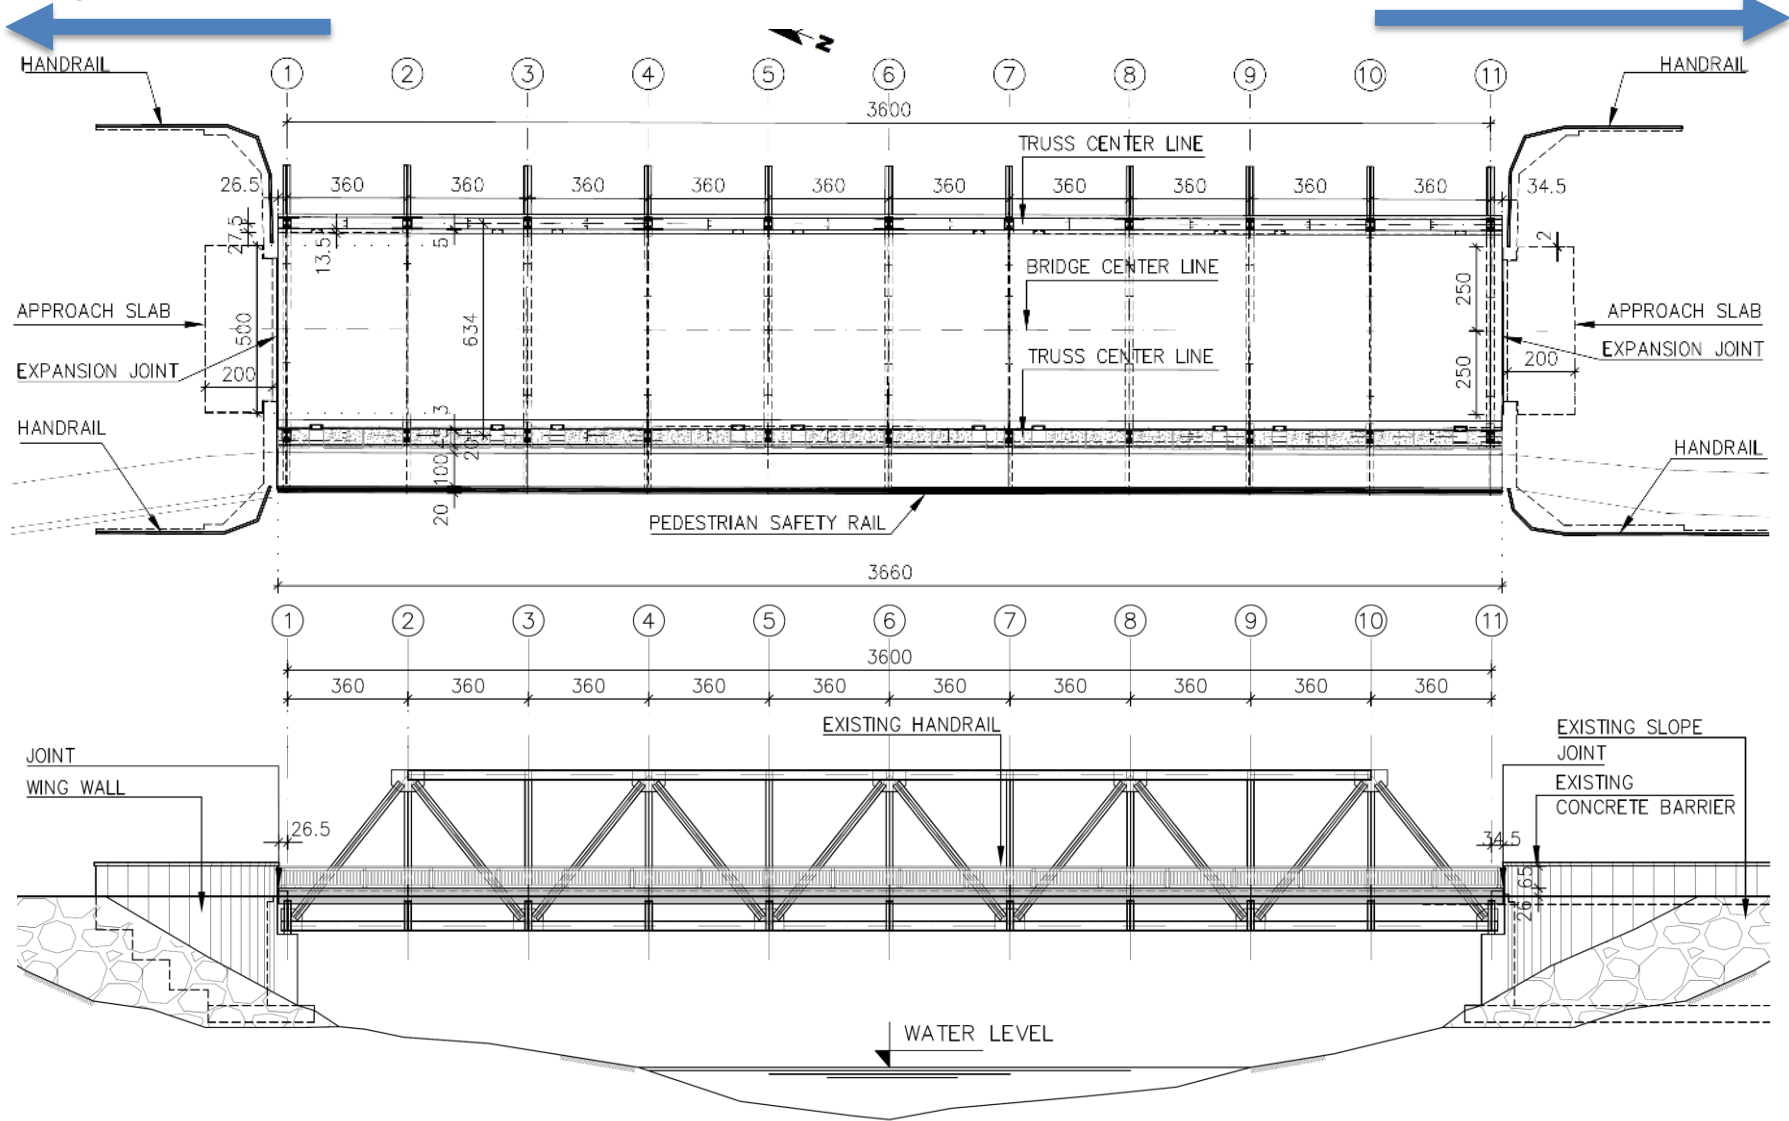 N
HANDRAIL
1 2 3 4 5 6 7 8 9 10 11
HANDRAIL
3600
TRUSS CENTER LINE
26.5 360 360 360 360 360 360 360 360 360 360 34.5
27.5
13.5
5
2
BRIDGE CENTER LINE
250
APPROACH SLAB
500
634
APPROACH SLAB
EXPANSION JOINT
TRUSS CENTER LINE
EXPANSION JOINT
200
250
200
3
HANDRAIL
20
100
HANDRAIL
20
PEDESTRIAN SAFETY RAIL
HANDRAIL
HANDRAIL
3660
1 2 3 4 5 6 7 8 9 10 11
3600
360 360 360 360 360 360 360 360 360 360
EXISTING HANDRAIL
EXISTING SLOPE
JOINT
JOINT
WING WALL
EXISTING
CONCRETE BARRIER
26.5
34.5
65
26
WATER LEVEL